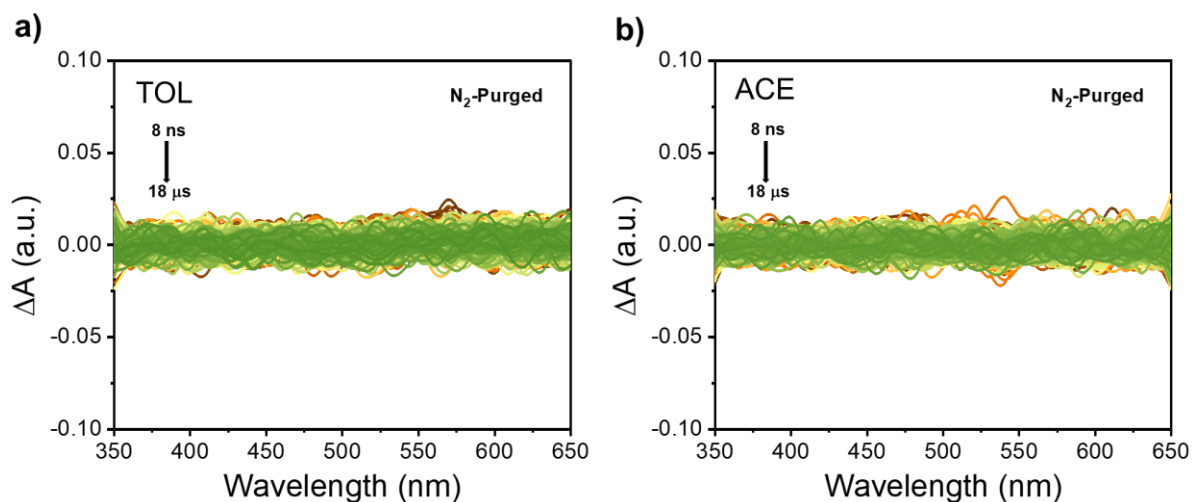 a)
TOL
N₂-Purged
8 ns
18 µs
0.10
0.05
0.00
-0.05
-0.10
ΔA (a.u.)
350 400 450 500 550 600 650
Wavelength (nm)
b)
ACE
N₂-Purged
8 ns
18 µs
0.10
0.05
0.00
-0.05
-0.10
ΔA (a.u.)
350 400 450 500 550 600 650
Wavelength (nm)